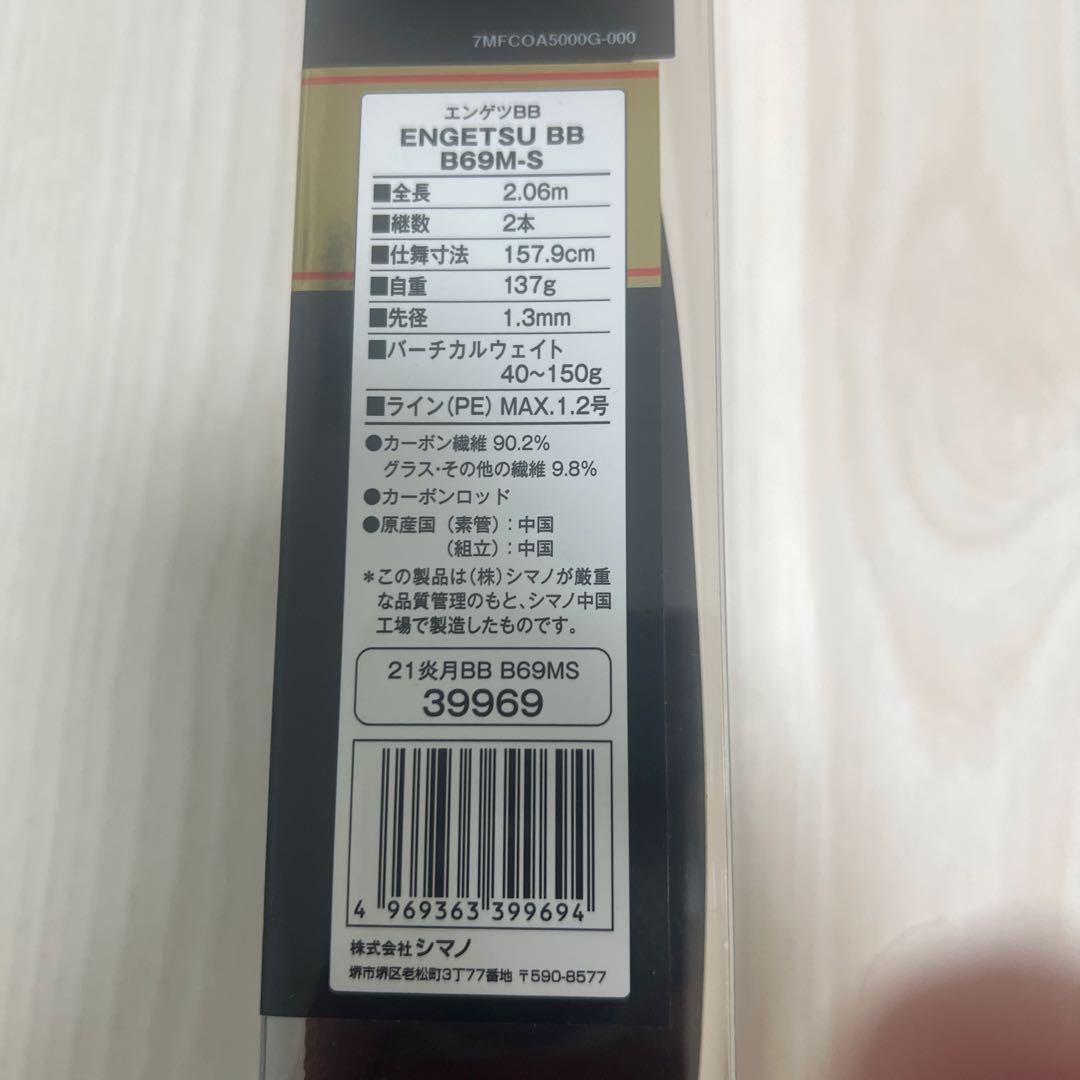 7MFCOA5000G-000
エンゲツBB
ENGETSU BB
B69M-S
■全長 2.06m
■継数 2本
■仕舞寸法 157.9cm
■自重 137g
■先径 1.3mm
■バーチカルウェイト
40~150g
■ライン(PE) MAX.1.2号
●カーボン繊維 90.2%
グラス・その他の繊維 9.8%
●カーボンロッド
●原産国(素管):中国
(組立):中国
*この製品は(株)シマノが厳重
な品質管理のもと、シマノ中国
工場で製造したものです。
21炎月BB B69MS
39969
4 969363 399694
株式会社シマノ
堺市堺区老松町3丁77番地 〒590-8577